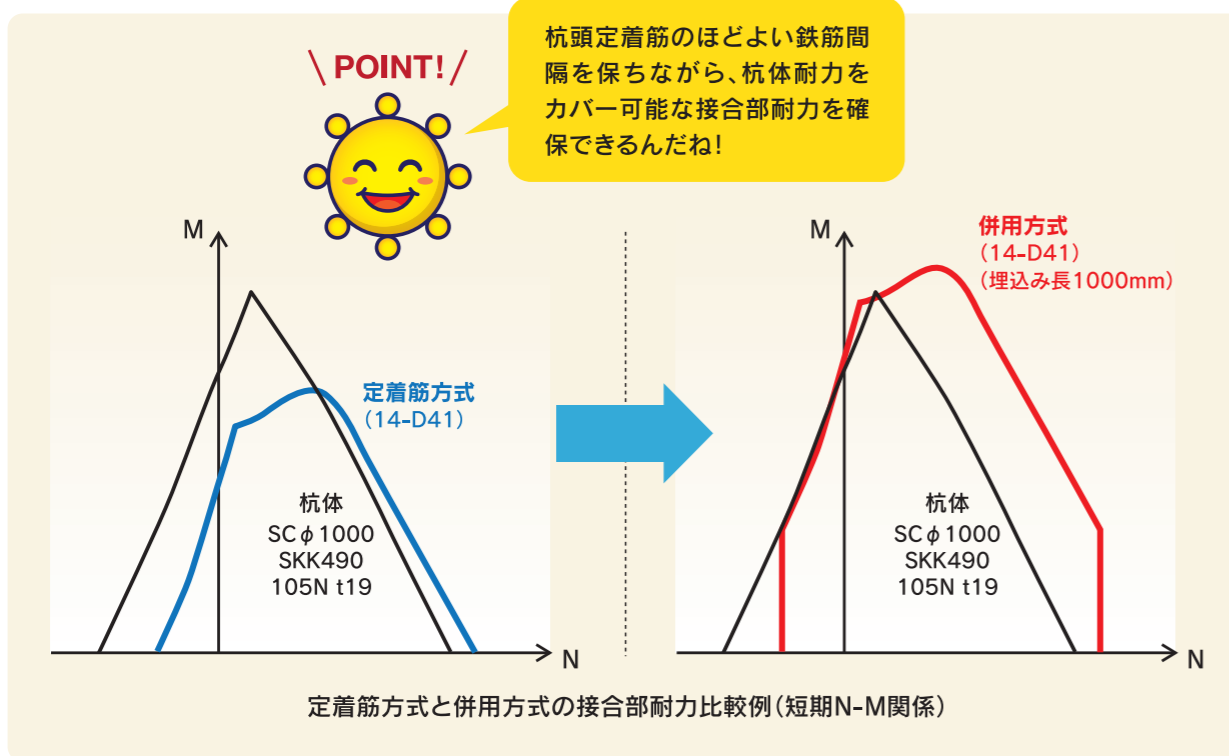 POINT!
杭頭定着筋のほどよい鉄筋間
隔を保ちながら、杭体耐力を
カバー可能な接合部耐力を確
保できるんだね!
M
定着筋方式
(14-D41)
杭体
SCφ1000
SKK490
105N t19
N
M
併用方式
(14-D41)
(埋込み長1000mm)
杭体
SCφ1000
SKK490
105N t19
N
定着筋方式と併用方式の接合部耐力比較例(短期N-M関係)